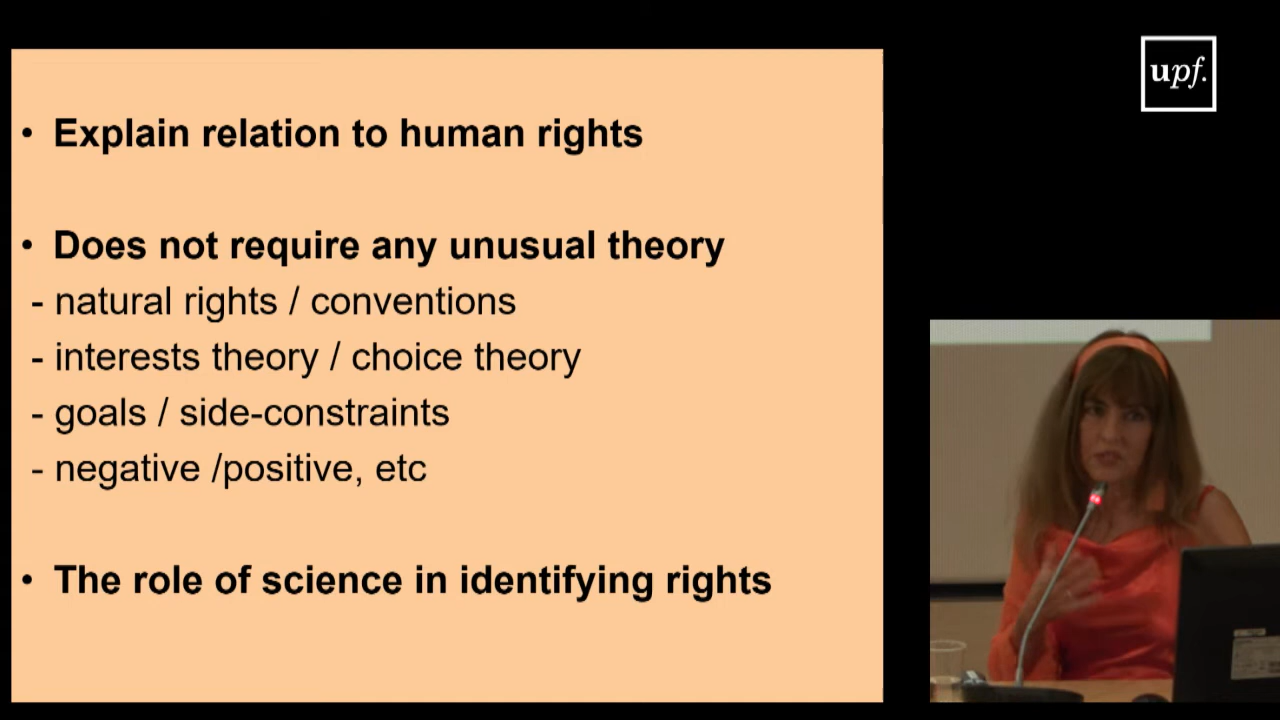 upf.
• Explain relation to human rights
• Does not require any unusual theory
- natural rights / conventions
- interests theory / choice theory
- goals / side-constraints
- negative /positive, etc
• The role of science in identifying rights